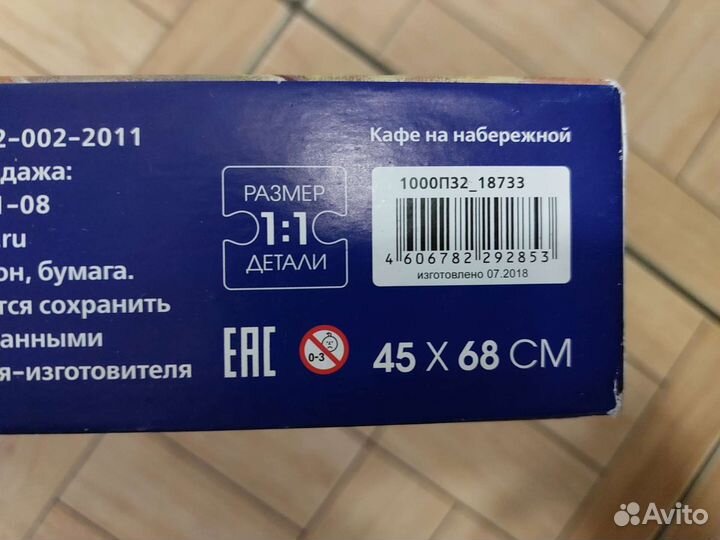 2-002-2011
дажа:
1-08
.ru
он, бумага.
тся сохранить
анными
я-изготовителя
РАЗМЕР
1:1
ДЕТАЛИ
EAC
0-3
Кафе на набережной
1000П32_18733
4 606782 292853
изготовлено 07.2018
45 X 68 СМ
Avito